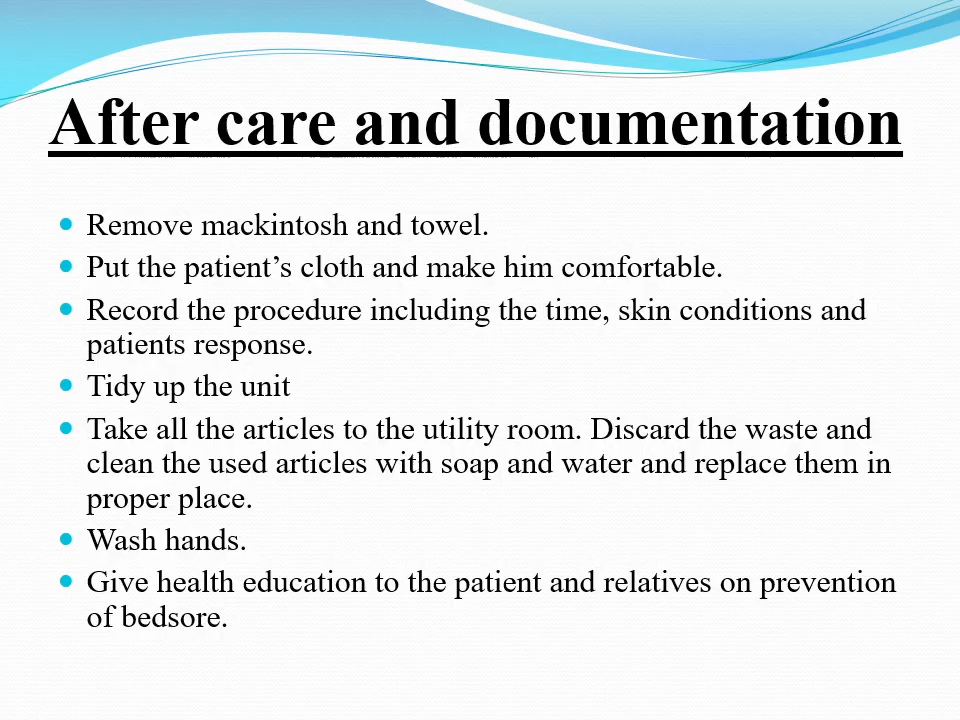 After care and documentation
Remove mackintosh and towel.
Put the patient’s cloth and make him comfortable.
Record the procedure including the time, skin conditions and
patients response.
Tidy up the unit
Take all the articles to the utility room. Discard the waste and
clean the used articles with soap and water and replace them in
proper place.
Wash hands.
Give health education to the patient and relatives on prevention
of bedsore.